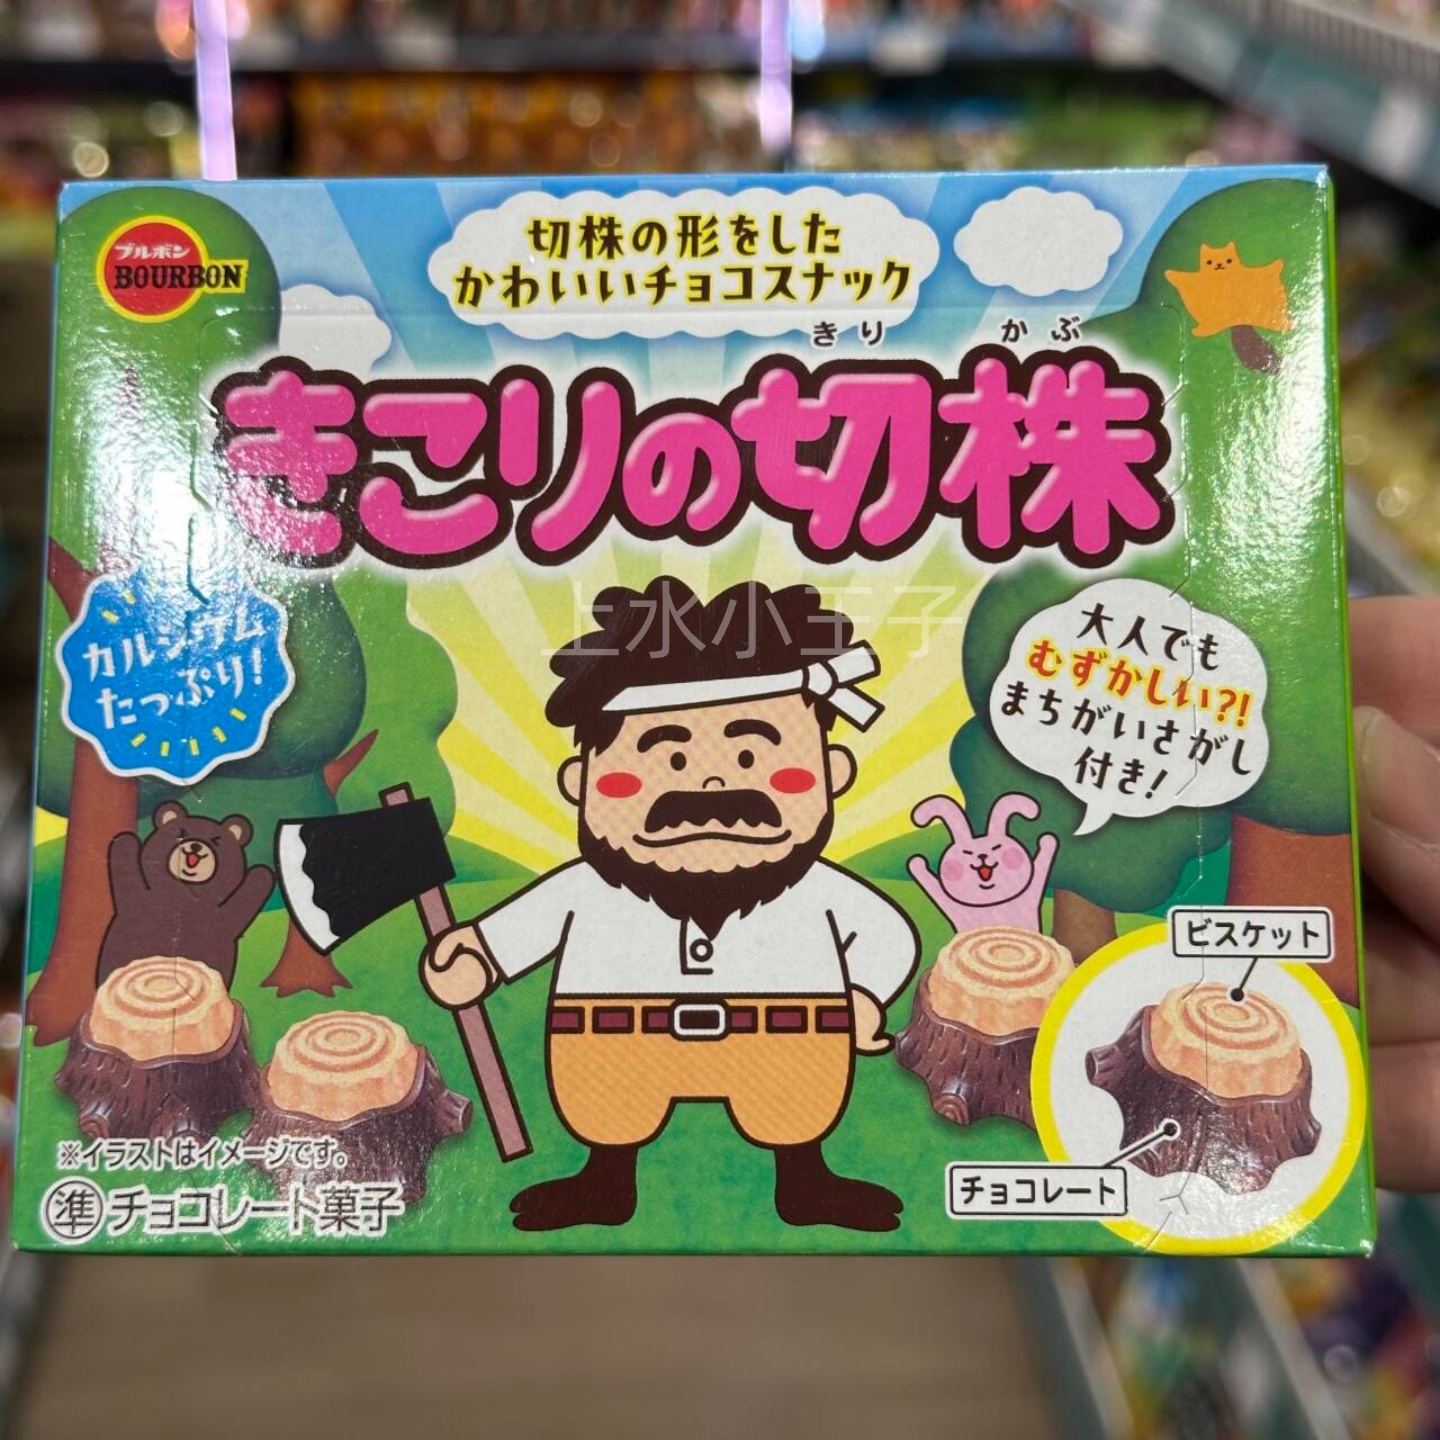 ブルボン
BOURBON
切株の形をした
かわいいチョコスナック
きり かぶ
きこりの切株
上水小王子
カルシウム
たっぷり!
大人でも
むずかしい?!
まちがいさがし
付き!
ビスケット
チョコレート
※イラストはイメージです。
準チョコレート菓子